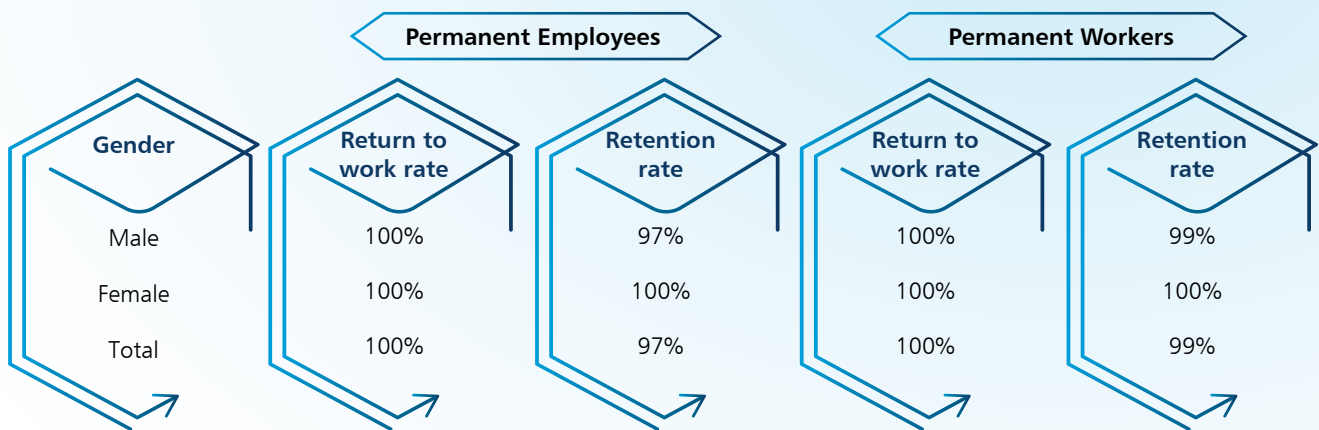 Permanent Employees Permanent Workers
Gender Return to work rate Retention rate Return to work rate Retention rate
Male 100% 97% 100% 99%
Female 100% 100% 100% 100%
Total 100% 97% 100% 99%